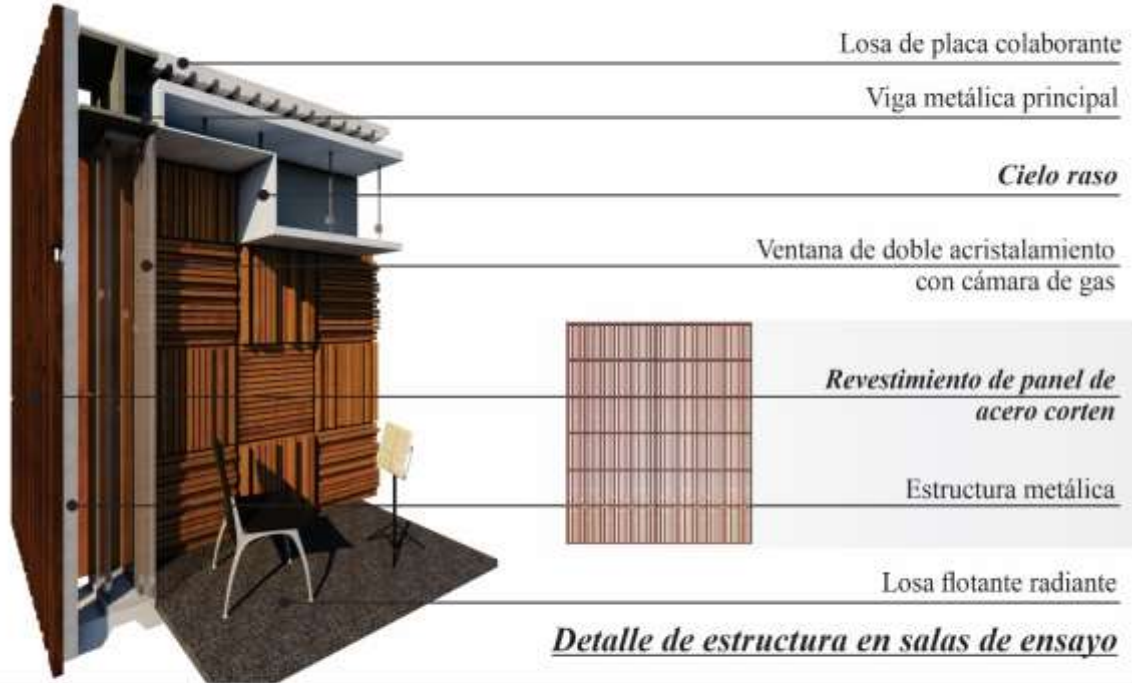 Losa de placa colaborante
Viga metálica principal
Cielo raso
Ventana de doble acristalamiento
con cámara de gas
Revestimiento de panel de
acero corten
Estructura metálica
Losa flotante radiante
Detalle de estructura en salas de ensayo